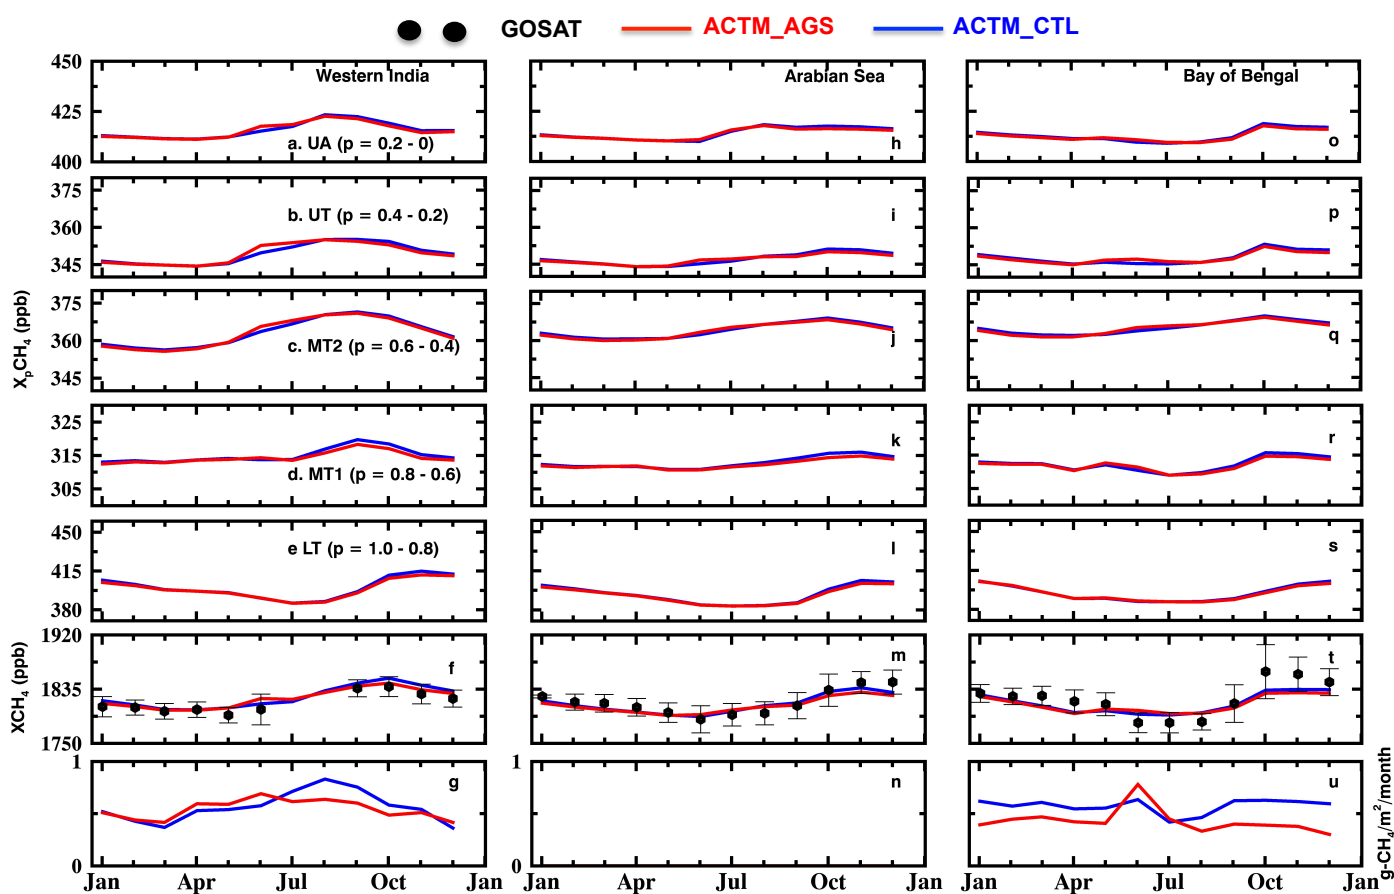 GOSAT ACTM_AGS ACTM_CTL
Western India Arabian Sea Bay of Bengal
450
425
400
a. UA (p = 0.2 - 0) h o
375
360
345
b. UT (p = 0.4 - 0.2) i p
375
360
345
c. MT2 (p = 0.6 - 0.4) j q
XpCH4 (ppb)
325
315
305
d. MT1 (p = 0.8 - 0.6) k r
450
415
380
e LT (p = 1.0 - 0.8) l s
1920
1835
1750
XCH4 (ppb)
f m t
1 1
0 0
g n u
g-CH4/m2/month
Jan Apr Jul Oct Jan Jan Apr Jul Oct Jan Jan Apr Jul Oct Jan